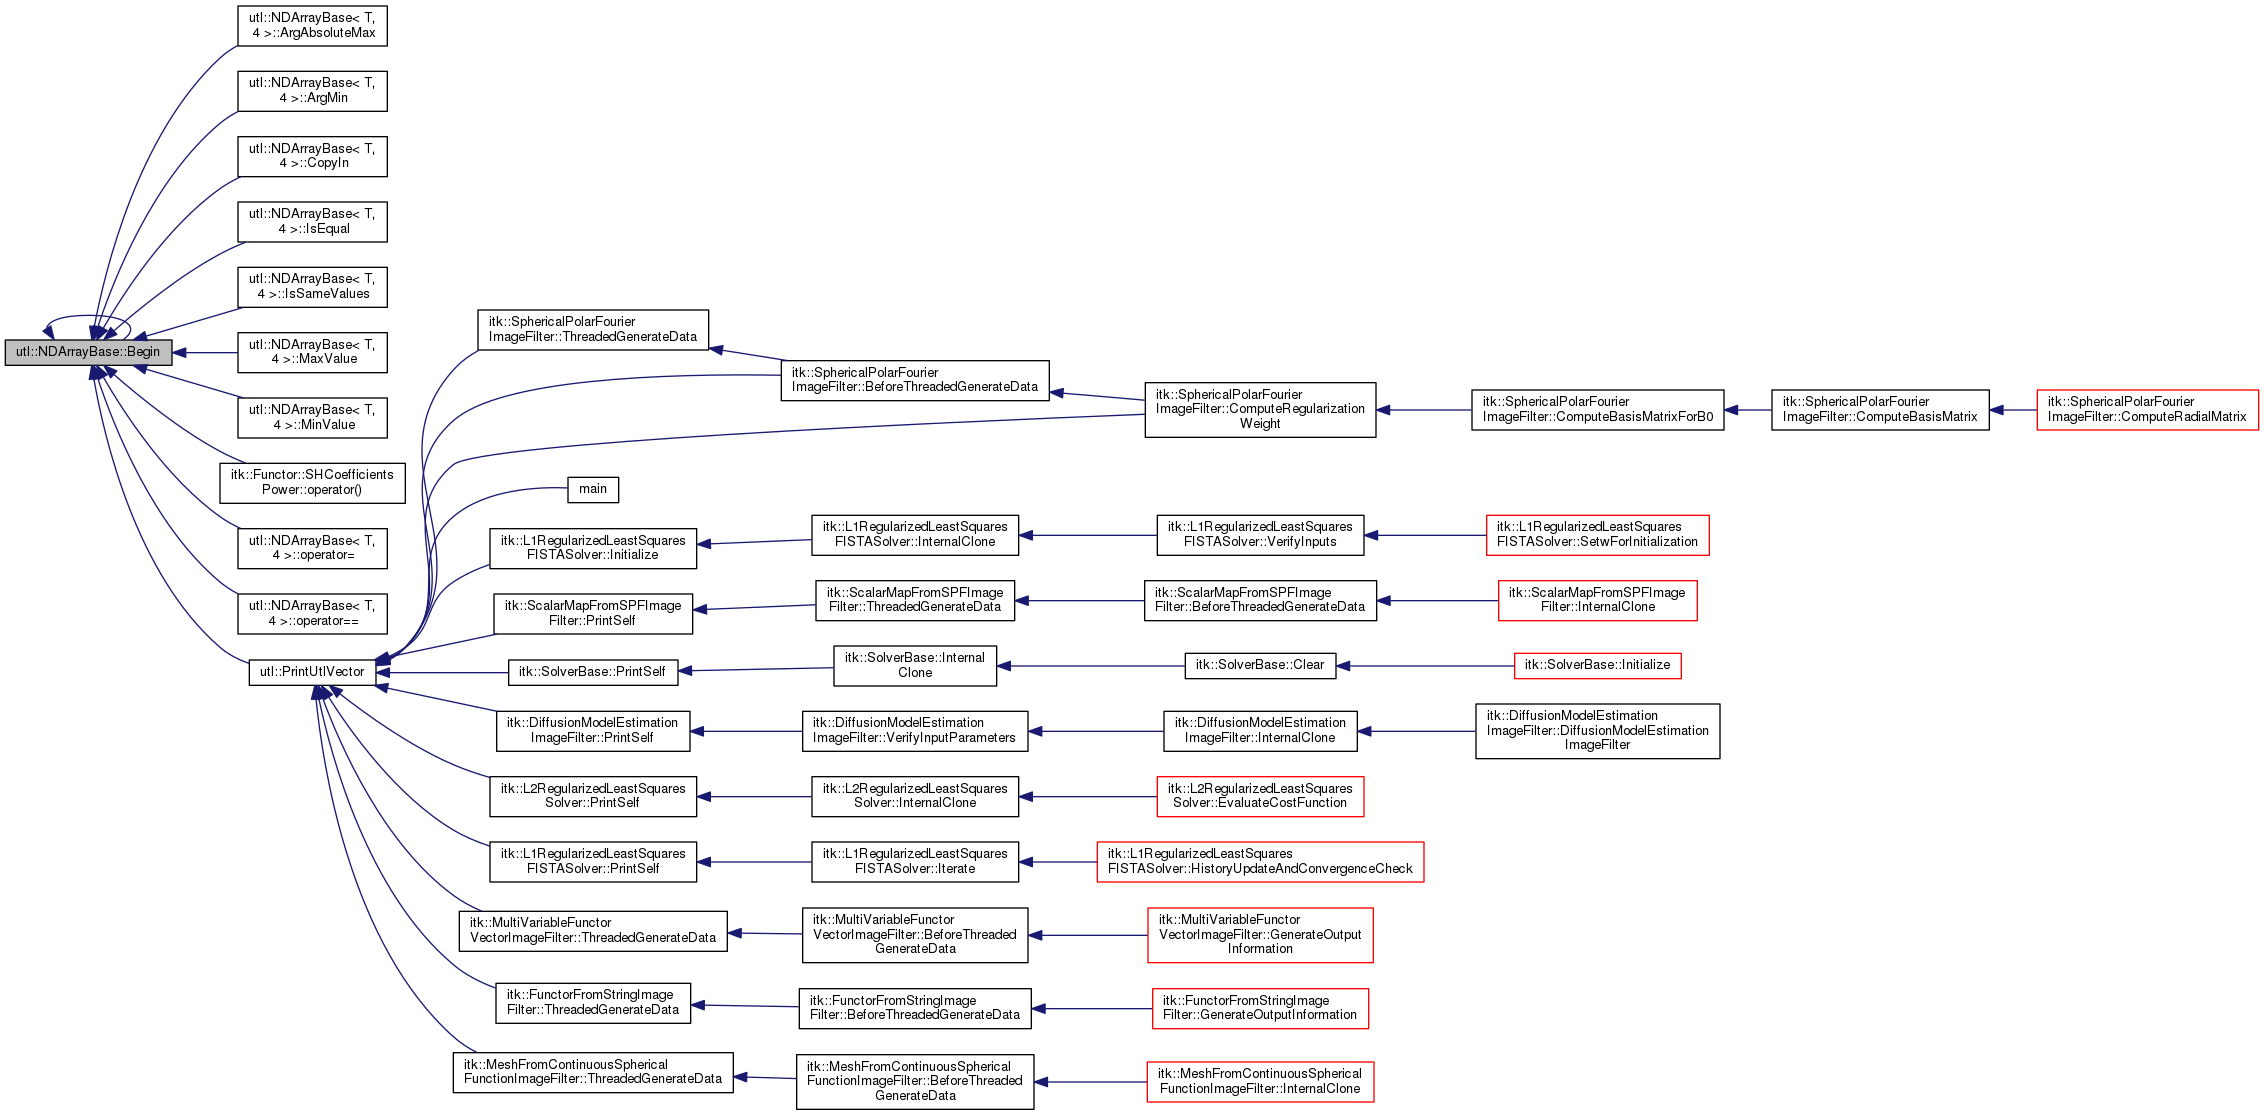 utl::NDArrayBase::Begin
utl::NDArrayBase< T,
4 >::ArgAbsoluteMax
utl::NDArrayBase< T,
4 >::ArgMin
utl::NDArrayBase< T,
4 >::CopyIn
utl::NDArrayBase< T,
4 >::IsEqual
utl::NDArrayBase< T,
4 >::IsSameValues
utl::NDArrayBase< T,
4 >::MaxValue
utl::NDArrayBase< T,
4 >::MinValue
itk::Functor::SHCoefficients
Power::operator()
utl::NDArrayBase< T,
4 >::operator=
utl::NDArrayBase< T,
4 >::operator==
utl::PrintUtlVector
itk::SphericalPolarFourier
ImageFilter::ThreadedGenerateData
itk::SphericalPolarFourier
ImageFilter::BeforeThreadedGenerateData
itk::SphericalPolarFourier
ImageFilter::ComputeRegularization
Weight
itk::SphericalPolarFourier
ImageFilter::ComputeBasisMatrixForB0
itk::SphericalPolarFourier
ImageFilter::ComputeBasisMatrix
itk::SphericalPolarFourier
ImageFilter::ComputeRadialMatrix
main
itk::L1RegularizedLeastSquares
FISTASolver::Initialize
itk::L1RegularizedLeastSquares
FISTASolver::InternalClone
itk::L1RegularizedLeastSquares
FISTASolver::VerifyInputs
itk::L1RegularizedLeastSquares
FISTASolver::SetwForInitialization
itk::ScalarMapFromSPFImage
Filter::PrintSelf
itk::ScalarMapFromSPFImage
Filter::ThreadedGenerateData
itk::ScalarMapFromSPFImage
Filter::BeforeThreadedGenerateData
itk::ScalarMapFromSPFImage
Filter::InternalClone
itk::SolverBase::PrintSelf
itk::SolverBase::Internal
Clone
itk::SolverBase::Clear
itk::SolverBase::Initialize
itk::DiffusionModelEstimation
ImageFilter::PrintSelf
itk::DiffusionModelEstimation
ImageFilter::VerifyInputParameters
itk::DiffusionModelEstimation
ImageFilter::InternalClone
itk::DiffusionModelEstimation
ImageFilter::DiffusionModelEstimation
ImageFilter
itk::L2RegularizedLeastSquares
Solver::PrintSelf
itk::L2RegularizedLeastSquares
Solver::InternalClone
itk::L2RegularizedLeastSquares
Solver::EvaluateCostFunction
itk::L1RegularizedLeastSquares
FISTASolver::PrintSelf
itk::L1RegularizedLeastSquares
FISTASolver::Iterate
itk::L1RegularizedLeastSquares
FISTASolver::HistoryUpdateAndConvergenceCheck
itk::MultiVariableFunctor
VectorImageFilter::ThreadedGenerateData
itk::MultiVariableFunctor
VectorImageFilter::BeforeThreaded
GenerateData
itk::MultiVariableFunctor
VectorImageFilter::GenerateOutput
Information
itk::FunctorFromStringImage
Filter::ThreadedGenerateData
itk::FunctorFromStringImage
Filter::BeforeThreadedGenerateData
itk::FunctorFromStringImage
Filter::GenerateOutputInformation
itk::MeshFromContinuousSpherical
FunctionImageFilter::ThreadedGenerateData
itk::MeshFromContinuousSpherical
FunctionImageFilter::BeforeThreaded
GenerateData
itk::MeshFromContinuousSpherical
FunctionImageFilter::InternalClone